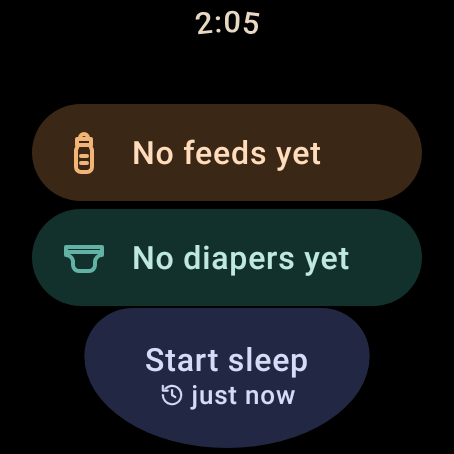 2:05
No feeds yet
No diapers yet
Start sleep
just now